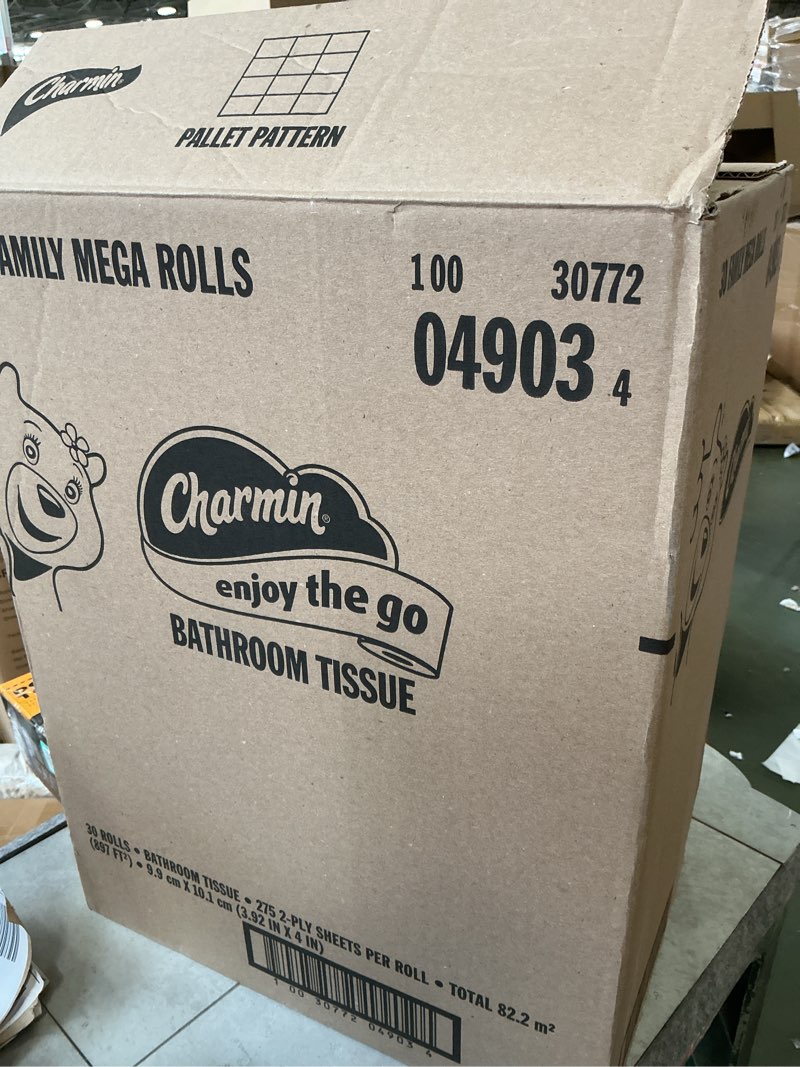 Charmin
PALLET PATTERN
AMILY MEGA ROLLS
100 30772
04903 4
Charmin®
enjoy the go
BATHROOM TISSUE
30 ROLLS • BATHROOM TISSUE • 275 2-PLY SHEETS PER ROLL • TOTAL 82.2 m²
(897 FT²) • 9.9 cm X 10.1 cm (3.92 IN X 4 IN)
1 00 30772 04903 4